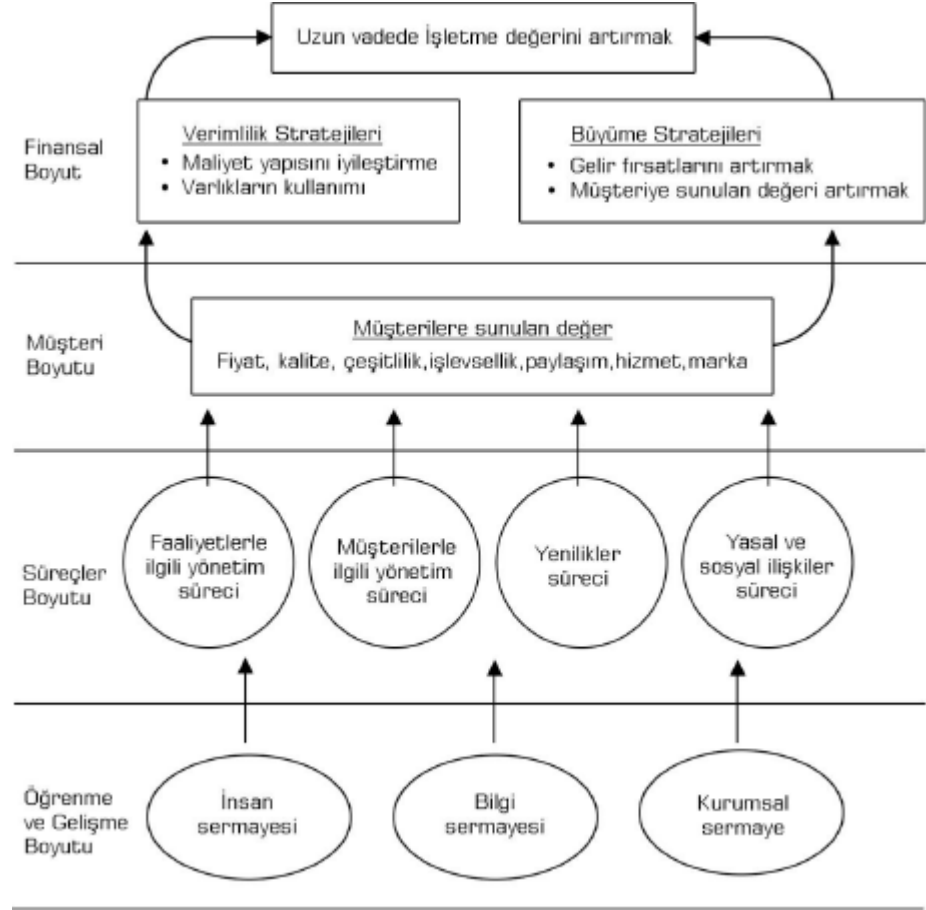 Uzun vadede İşletme değerini artırmak
Finansal
Boyut
Verimlilik Stratejileri
• Maliyet yapısını iyileştirme
• Varlıkların kullanımı
Büyüme Stratejileri
• Gelir fırsatlarını artırmak
• Müşteriye sunulan değeri artırmak
Müşteri
Boyutu
Müşterilere sunulan değer
Fiyat, kalite, çeşitlilik,işlevsellik,paylaşım,hizmet,marka
Süreçler
Boyutu
Faaliyetlerle
ilgili yönetim
süreci
Müşterilerle
ilgili yönetim
süreci
Yenilikler
süreci
Yasal ve
sosyal ilişkiler
süreci
Öğrenme
ve Gelişme
Boyutu
İnsan
sermayesi
Bilgi
sermayesi
Kurumsal
sermaye